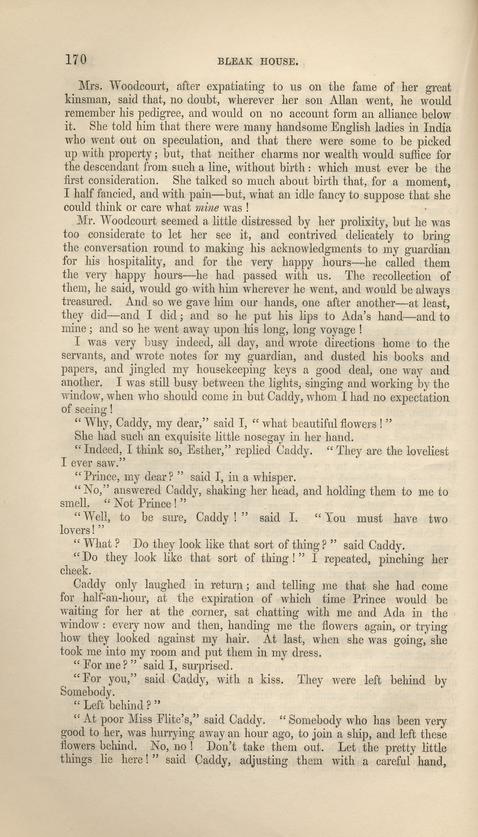 170 BLEAK HOUSE.
Mrs. Woodcourt, after expatiating to us on the fame of her great
kinsman, said that, no doubt, wherever her son Allan went, he would
remember his pedigree, and would on no account form an alliance below
it. She told him that there were many handsome English ladies in India
who went out on speculation, and that there were some to be picked
up with property; but, that neither charms nor wealth would suffice for
the descendant from such a line, without birth: which must ever be the
first consideration. She talked so much about birth that, for a moment,
I half fancied, and with pain—but, what an idle fancy to suppose that she
could think or care what mine was!
Mr. Woodcourt seemed a little distressed by her prolixity, but he was
too considerate to let her see it, and contrived delicately to bring
the conversation round to making his acknowledgments to my guardian
for his hospitality, and for the very happy hours—he called them
the very happy hours—he had passed with us. The recollection of
them, he said, would go with him wherever he went, and would be always
treasured. And so we gave him our hands, one after another—at least,
they did—and I did; and so he put his lips to Ada's hand—and to
mine; and so he went away upon his long, long voyage!
I was very busy indeed, all day, and wrote directions home to the
servants, and wrote notes for my guardian, and dusted his books and
papers, and jingled my housekeeping keys a good deal, one way and
another. I was still busy between the lights, singing and working by the
window, when who should come in but Caddy, whom I had no expectation
of seeing!
"Why, Caddy, my dear," said I, "what beautiful flowers!"
She had such an exquisite little nosegay in her hand.
"Indeed, I think so, Esther," replied Caddy. "They are the loveliest
I ever saw."
"Prince, my dear?" said I, in a whisper.
"No," answered Caddy, shaking her head, and holding them to me to
smell. "Not Prince!"
"Well, to be sure, Caddy!" said I. "You must have two
lovers!"
"What? Do they look like that sort of thing?" said Caddy.
"Do they look like that sort of thing!" I repeated, pinching her
cheek.
Caddy only laughed in return; and telling me that she had come
for half-an-hour, at the expiration of which time Prince would be
waiting for her at the corner, sat chatting with me and Ada in the
window: every now and then, handing me the flowers again, or trying
how they looked against my hair. At last, when she was going, she
took me into my room and put them in my dress.
"For me?" said I, surprised.
"For you," said Caddy, with a kiss. They were left behind by
Somebody.
"Left behind?"
"At poor Miss Flite's," said Caddy. "Somebody who has been very
good to her, was hurrying away an hour ago, to join a ship, and left these
flowers behind. No, no! Don't take them out. Let the pretty little
things lie here!" said Caddy, adjusting them with a careful hand,